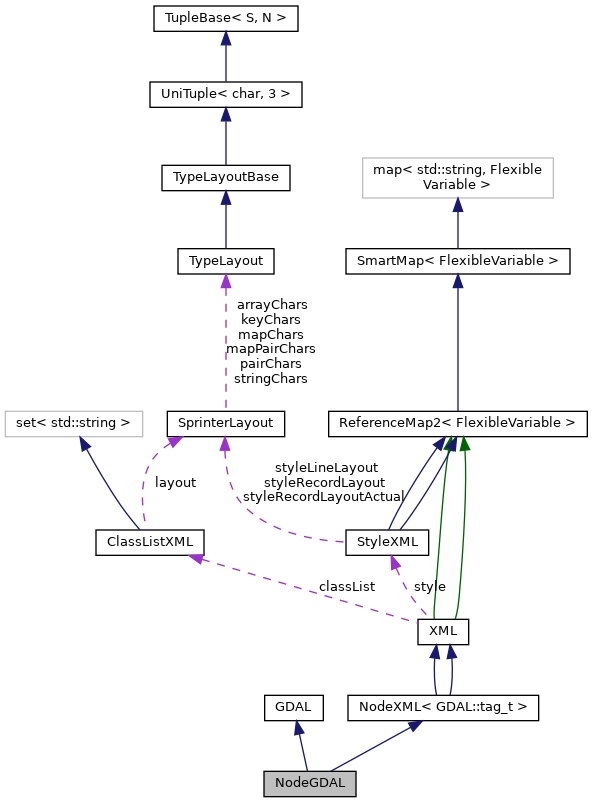 TupleBase< S, N >
UniTuple< char, 3 >
TypeLayoutBase
map< std::string, Flexible
Variable >
TypeLayout
SmartMap< FlexibleVariable >
arrayChars
keyChars
mapChars
mapPairChars
pairChars
stringChars
set< std::string >
SprinterLayout
ReferenceMap2< FlexibleVariable >
layout
styleLineLayout
styleRecordLayout
styleRecordLayoutActual
ClassListXML
StyleXML
classList
style
XML
GDAL
NodeXML< GDAL::tag_t >
NodeGDAL